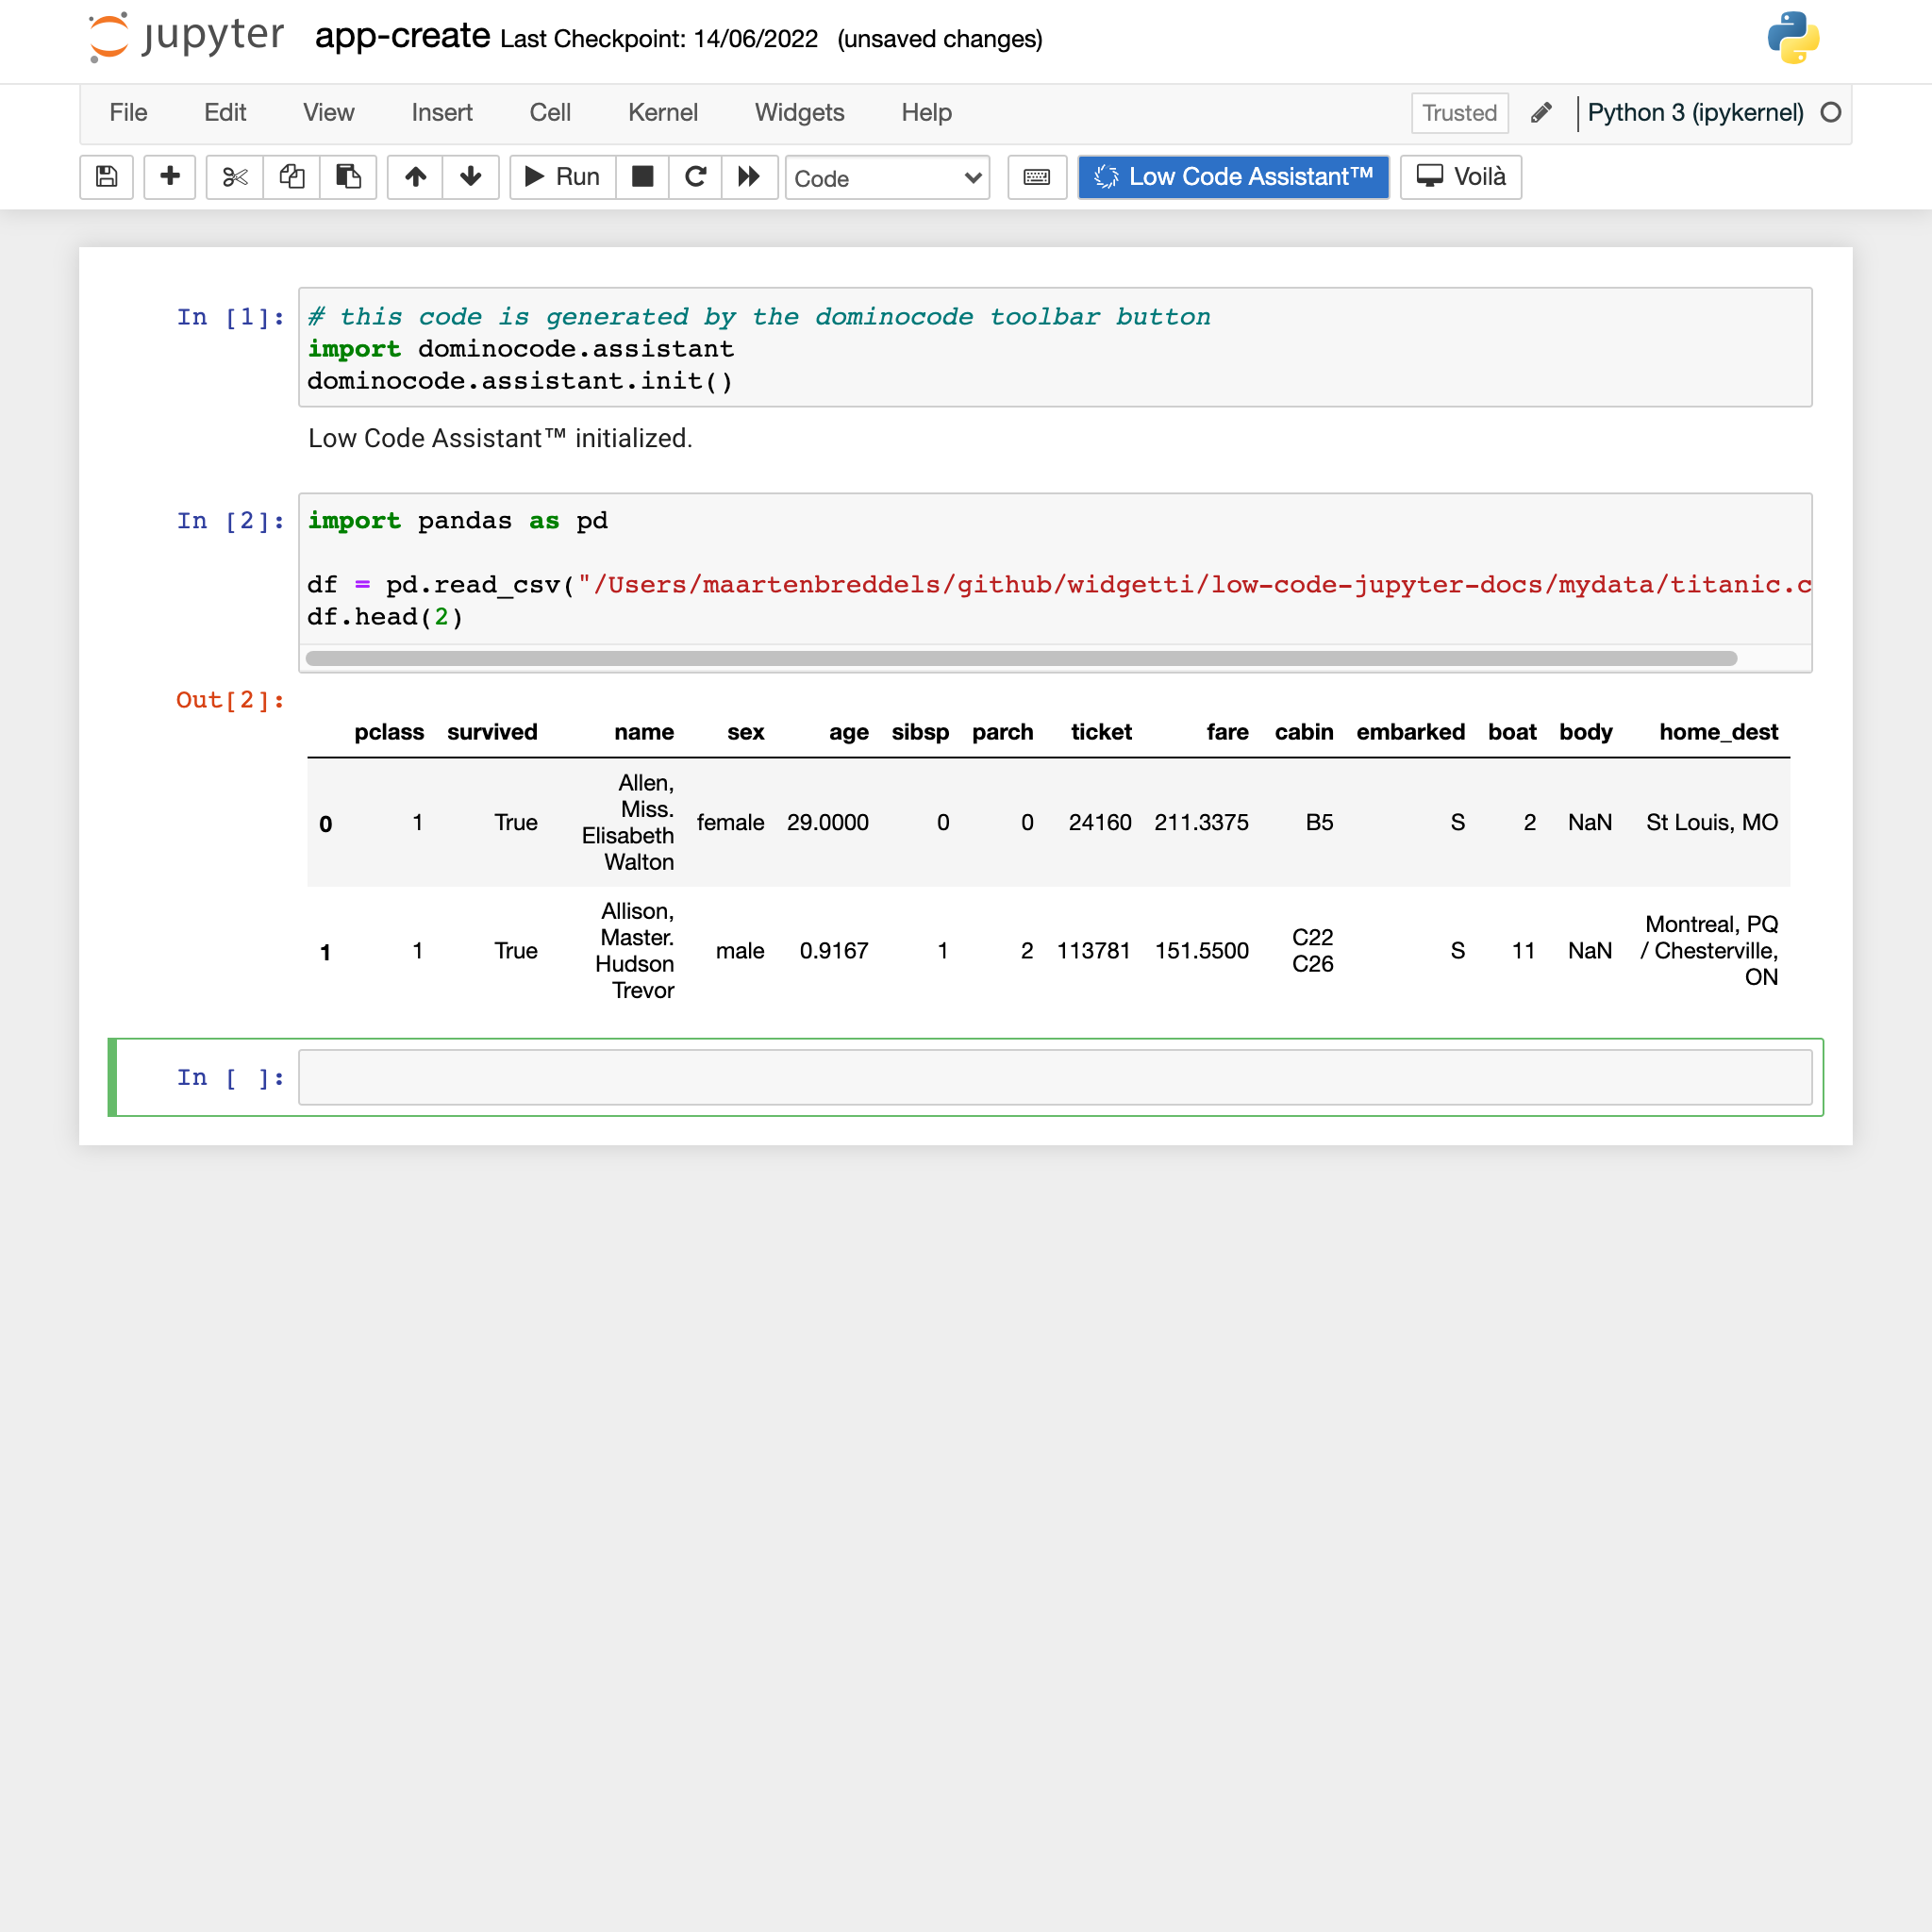 jupyter app-create Last Checkpoint: 14/06/2022 (unsaved changes)
File Edit View Insert Cell Kernel Widgets Help Trusted Python 3 (ipykernel)
Run Code Low Code Assistant™ Voilà
In [1]: # this code is generated by the dominocode toolbar button
import dominocode.assistant
dominocode.assistant.init()
Low Code Assistant™ initialized.
In [2]: import pandas as pd
df = pd.read_csv("/Users/maartenbreddels/github/widgetti/low-code-jupyter-docs/mydata/titanic.c
df.head(2)
Out[2]:
pclass survived name sex age sibsp parch ticket fare cabin embarked boat body home_dest
0 1 True Allen, Miss. Elisabeth Walton female 29.0000 0 0 24160 211.3375 B5 S 2 NaN St Louis, MO
1 1 True Allison, Master. Hudson Trevor male 0.9167 1 2 113781 151.5500 C22 C26 S 11 NaN Montreal, PQ / Chesterville, ON
In [ ]: